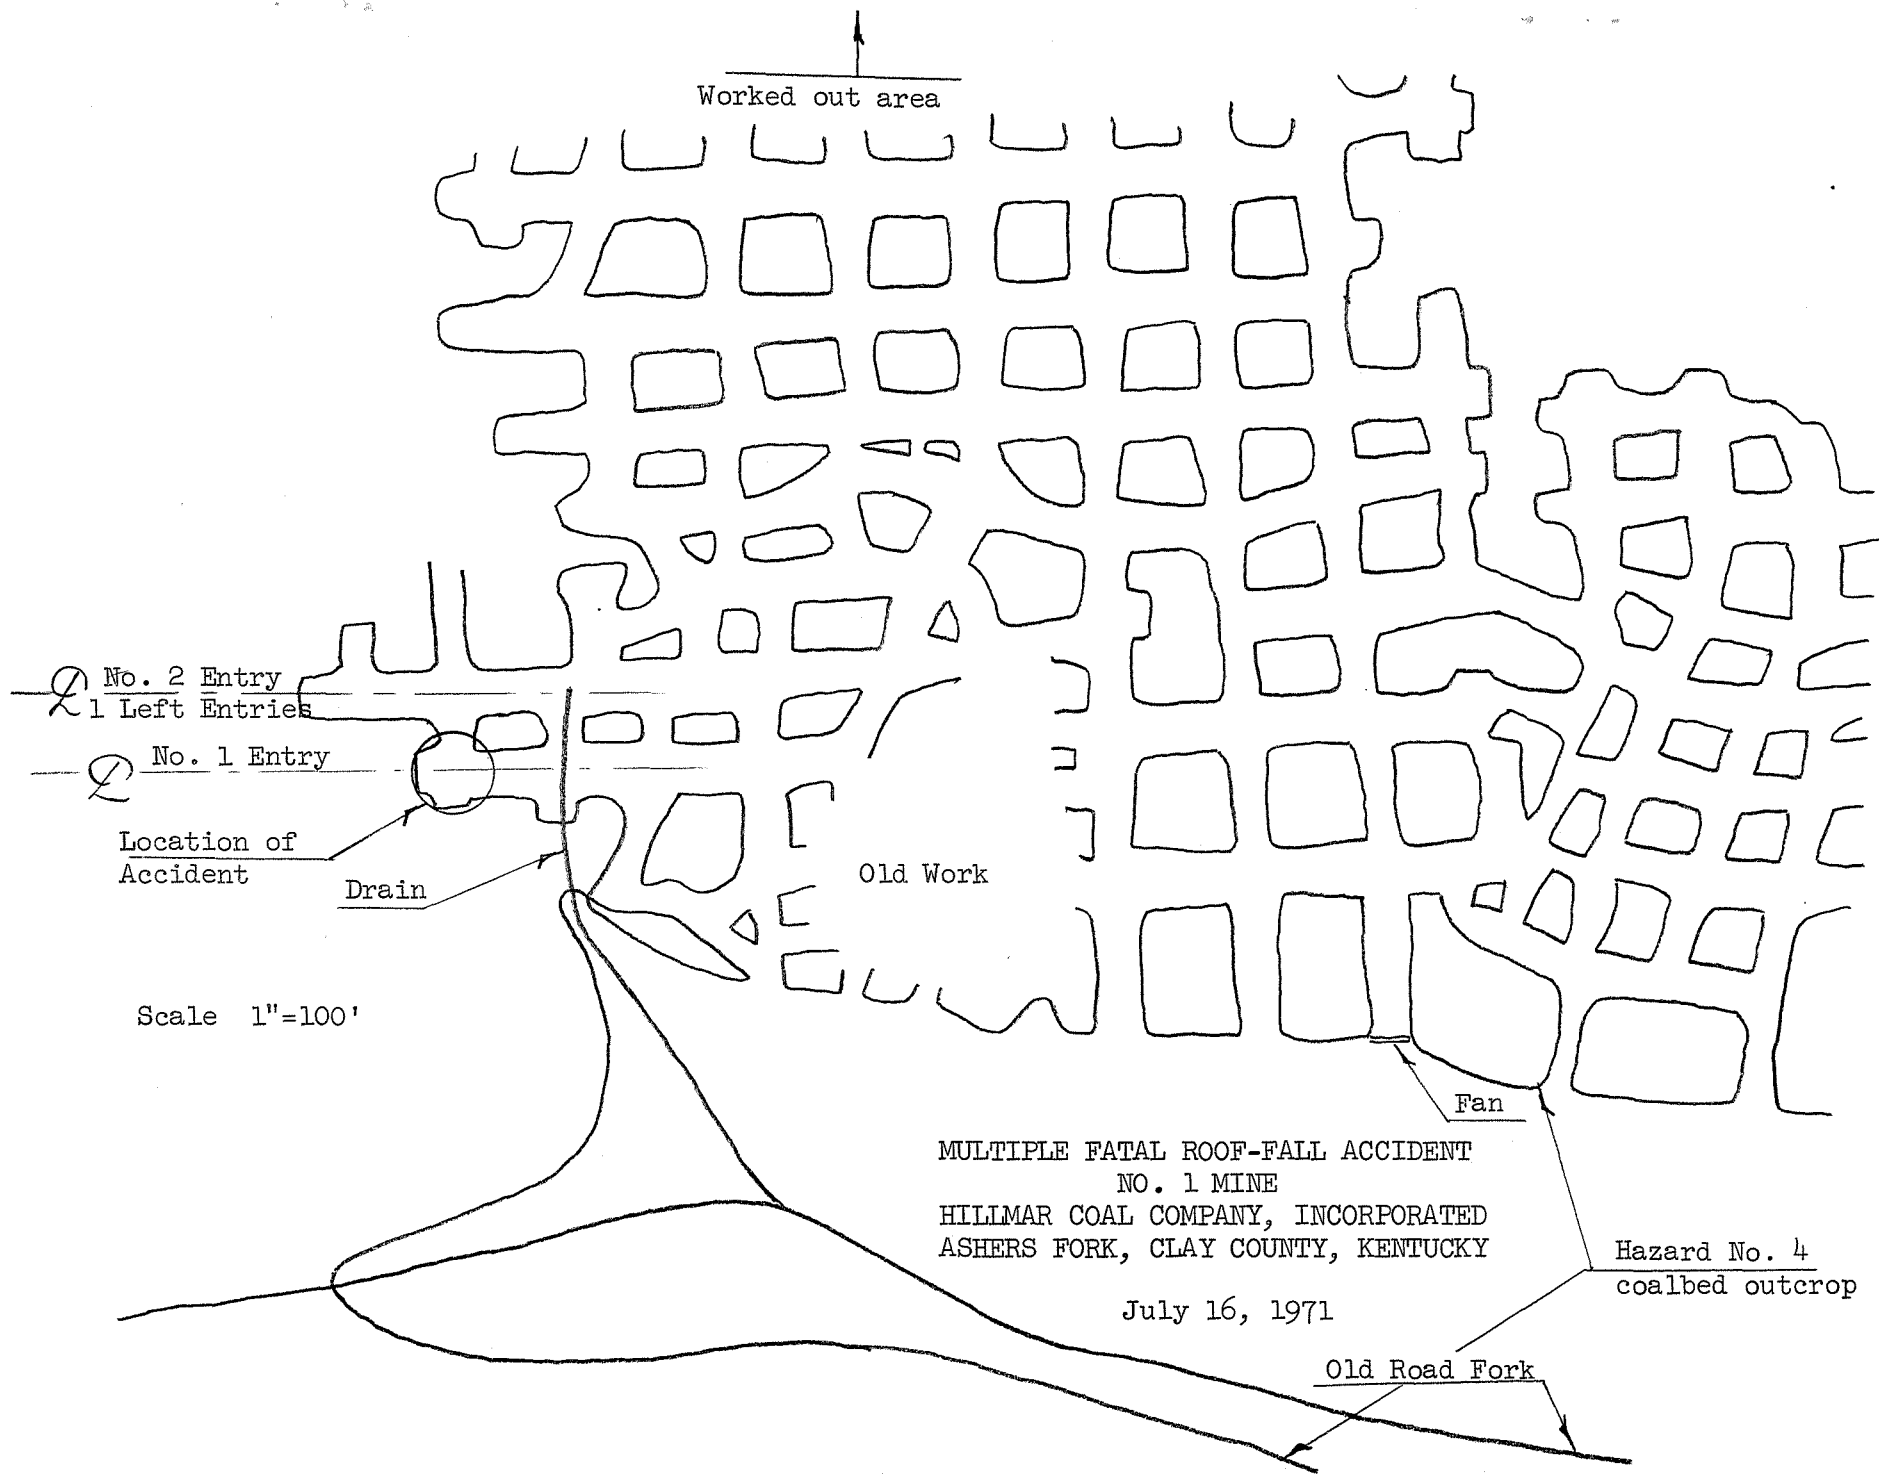 Worked out area
℄ No. 2 Entry
1 Left Entries
℄ No. 1 Entry
Location of
Accident
Drain
Old Work
Scale 1"=100'
Fan
MULTIPLE FATAL ROOF-FALL ACCIDENT
NO. 1 MINE
HILLMAR COAL COMPANY, INCORPORATED
ASHERS FORK, CLAY COUNTY, KENTUCKY
July 16, 1971
Hazard No. 4
coalbed outcrop
Old Road Fork